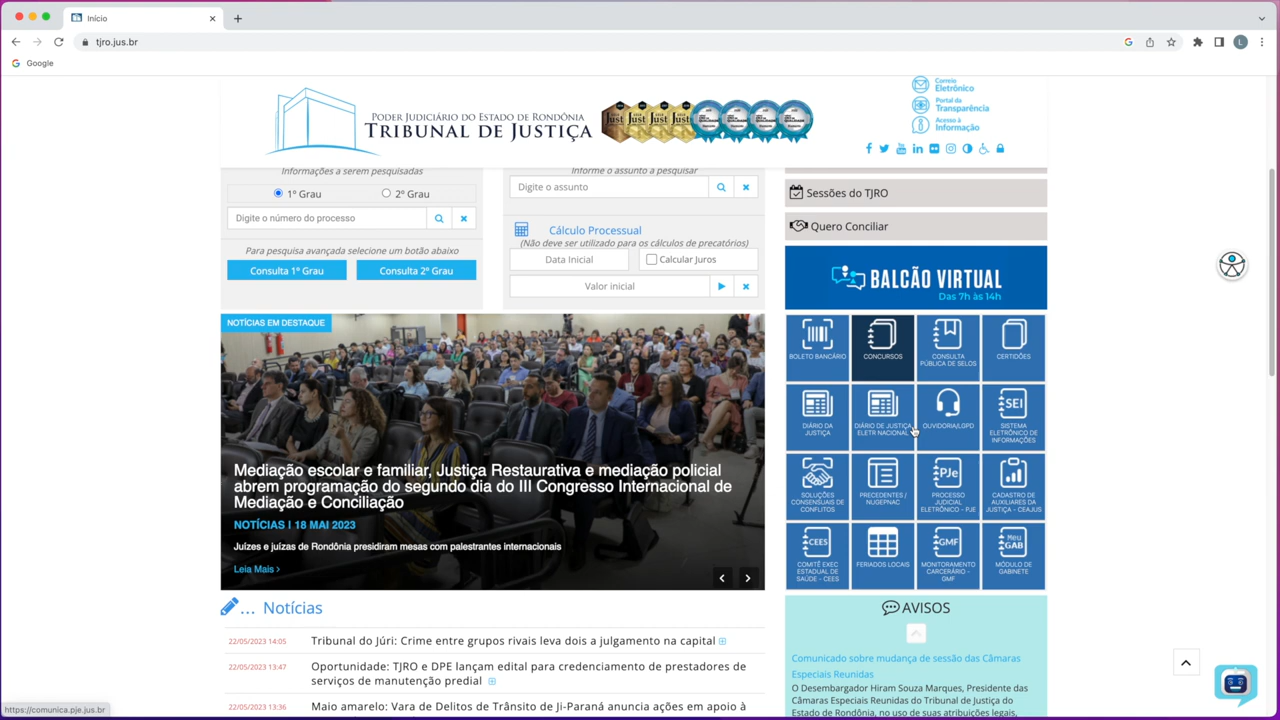 Início
tjro.jus.br
Google
PODER JUDICIÁRIO DO ESTADO DE RONDÔNIA
TRIBUNAL DE JUSTIÇA
Just Just Just Just
Correio
Eletrônico
Portal da
Transparência
Acesso à
Informação
Informações a serem pesquisadas
1º Grau
2º Grau
Digite o número do processo
Para pesquisa avançada selecione um botão abaixo
Consulta 1º Grau
Consulta 2º Grau
Informe o assunto a pesquisar
Digite o assunto
Cálculo Processual
(Não deve ser utilizado para os cálculos de precatórios)
Data Inicial
Calcular Juros
Valor inicial
Sessões do TJRO
Quero Conciliar
BALCÃO VIRTUAL
Das 7h às 14h
NOTÍCIAS EM DESTAQUE
Mediação escolar e familiar, Justiça Restaurativa e mediação policial
abrem programação do segundo dia do III Congresso Internacional de
Mediação e Conciliação
NOTÍCIAS | 18 MAI 2023
Juízes e juízas de Rondônia presidiram mesas com palestrantes internacionais
Leia Mais >
BOLETO BANCÁRIO
CONCURSOS
CONSULTA
PÚBLICA DE SELOS
CERTIDÕES
DIÁRIO DA
JUSTIÇA
DIÁRIO DE JUSTIÇA
ELETR NACIONAL
OUVIDORIA/LGPD
SEI
SISTEMA
ELETRÔNICO DE
INFORMAÇÕES
SOLUÇÕES
CONSENSUAIS DE
CONFLITOS
PRECEDENTES /
NUGEPNAC
PJe
PROCESSO
JUDICIAL
ELETRÔNICO - PJE
CADASTRO DE
AUXILIARES DA
JUSTIÇA - CEAJUS
CEES
COMITÊ EXEC
ESTADUAL DE
SAÚDE - CEES
FERIADOS LOCAIS
GMF
MONITORAMENTO
CARCERÁRIO -
GMF
Meu
GAB
MÓDULO DE
GABINETE
... Notícias
22/05/2023 14:05
Tribunal do Júri: Crime entre grupos rivais leva dois a julgamento na capital
22/05/2023 13:47
Oportunidade: TJRO e DPE lançam edital para credenciamento de prestadores de
serviços de manutenção predial
22/05/2023 13:36
Maio amarelo: Vara de Delitos de Trânsito de Ji-Paraná anuncia ações em apoio à
AVISOS
Comunicado sobre mudança de sessão das Câmaras
Especiais Reunidas
O Desembargador Hiram Souza Marques, Presidente das
Câmaras Especiais Reunidas do Tribunal de Justiça do
Estado de Rondônia, no uso de suas atribuições legais,
https://comunica.pje.jus.br
L